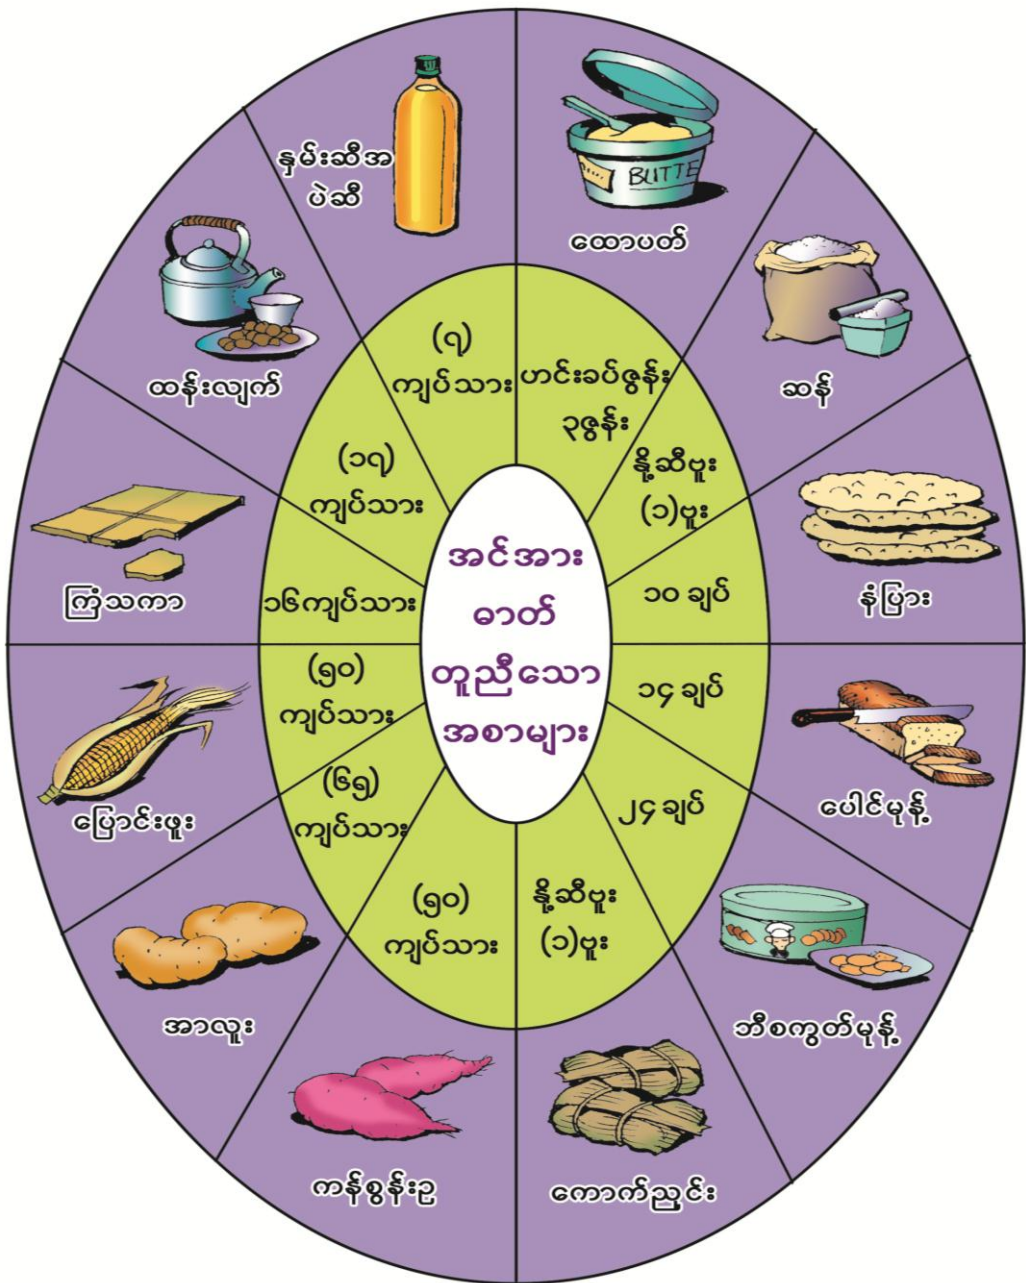 အင်အား
ဓာတ်
တူညီသော
အစာများ
BUTTE
ထောပတ်
ဟင်းခပ်ဇွန်း
၃ဇွန်း
ဆန်
နို့ဆီဗူး
(၁)ဗူး
နံပြား
၁၀ ချပ်
ပေါင်မုန့်
၁၄ ချပ်
ဘီစကွတ်မုန့်
၂၄ ချပ်
ကောက်ညှင်း
နို့ဆီဗူး
(၁)ဗူး
ကန်စွန်းဥ
(၅၀)
ကျပ်သား
အာလူး
(၆၅)
ကျပ်သား
ပြောင်းဖူး
(၅၀)
ကျပ်သား
ကြံသကာ
၁၆ကျပ်သား
ထန်းလျက်
(၁၇)
ကျပ်သား
နှမ်းဆီအ
ပဲဆီ
(၇)
ကျပ်သား